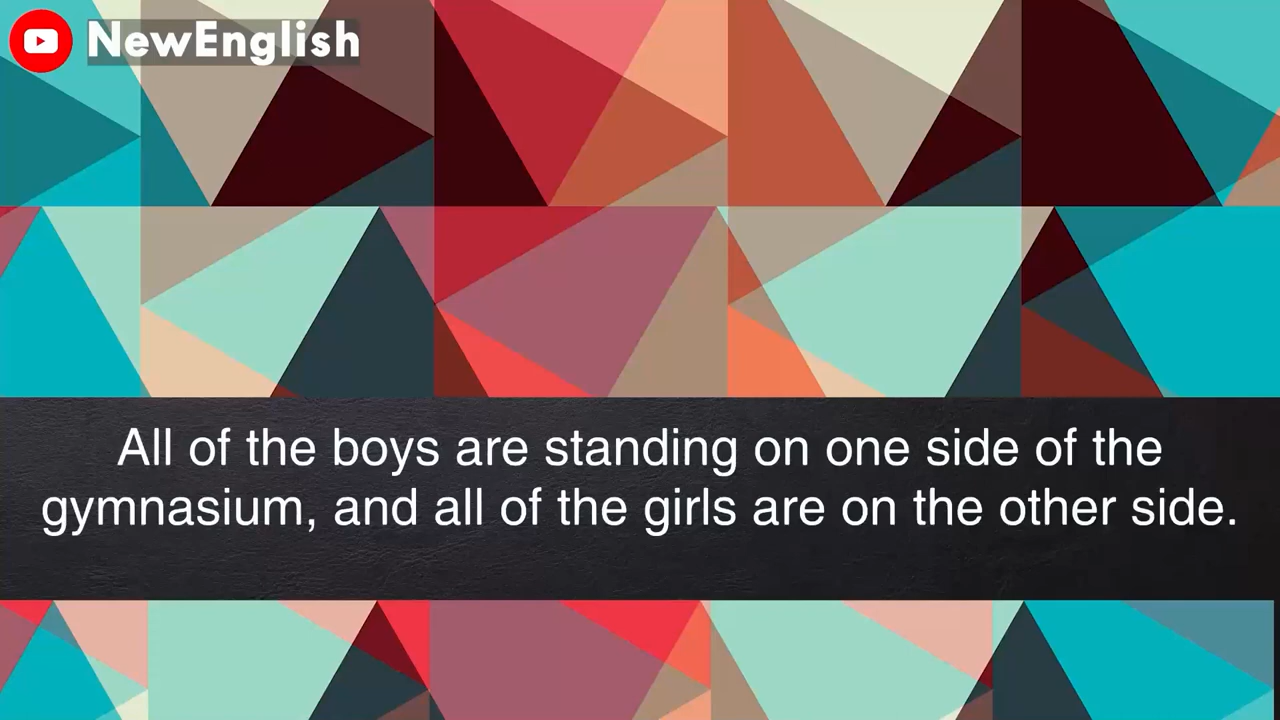 NewEnglish
All of the boys are standing on one side of the
gymnasium, and all of the girls are on the other side.